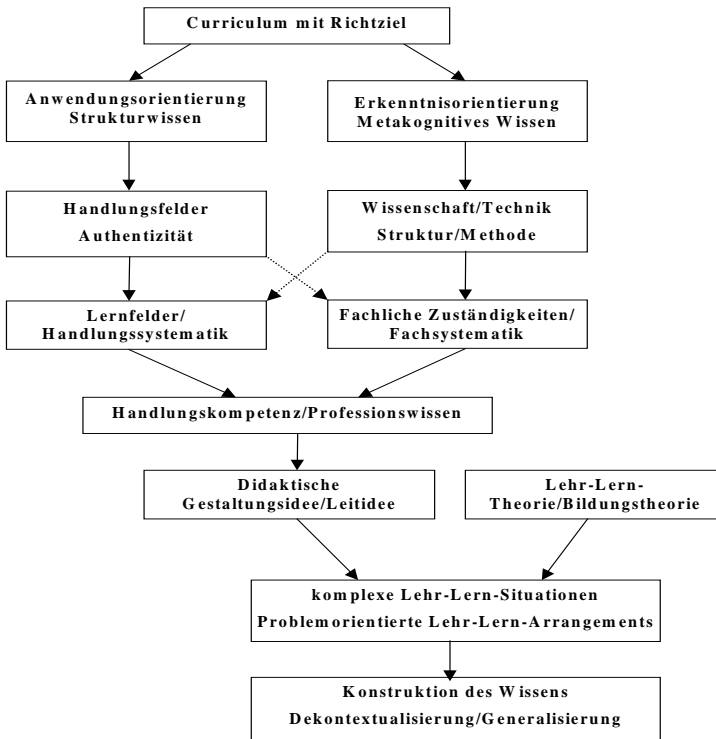 Curriculum mit Richtziel
Anwendungsorientierung
Strukturwissen
Erkenntnisorientierung
Metakognitives Wissen
Handlungsfelder
Authentizität
Wissenschaft/Technik
Struktur/Methode
Lernfelder/
Handlungssystematik
Fachliche Zuständigkeiten/
Fachsystematik
Handlungskompetenz/Professionswissen
Didaktische
Gestaltungsidee/Leitidee
Lehr-Lern-
Theorie/Bildungstheorie
komplexe Lehr-Lern-Situationen
Problemorientierte Lehr-Lern-Arrangements
Konstruktion des Wissens
Dekontextualisierung/Generalisierung